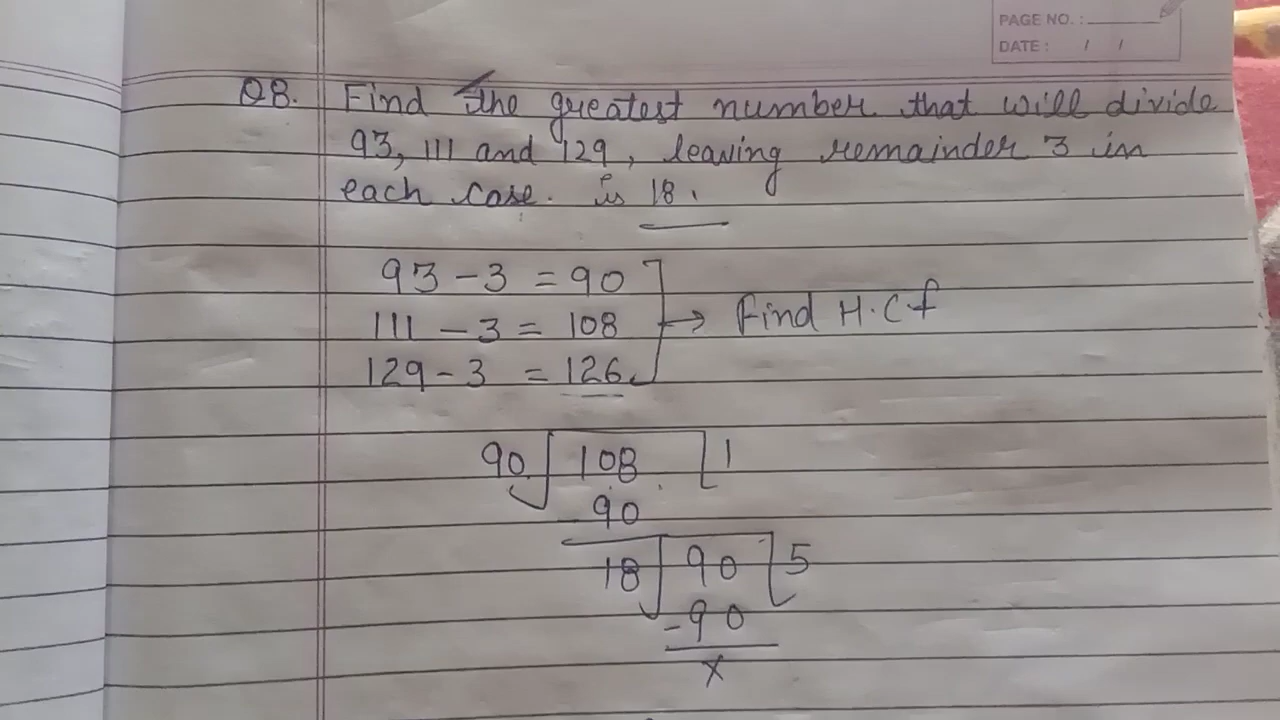 PAGE NO. :
DATE : / /
Q8. Find the greatest number that will divide
93, 111 and 129, leaving remainder 3 in
each case. is 18.
93 - 3 = 90
111 - 3 = 108 → Find H.C.f
129 - 3 = 126
90 108 1
90
18 90 5
- 90
x